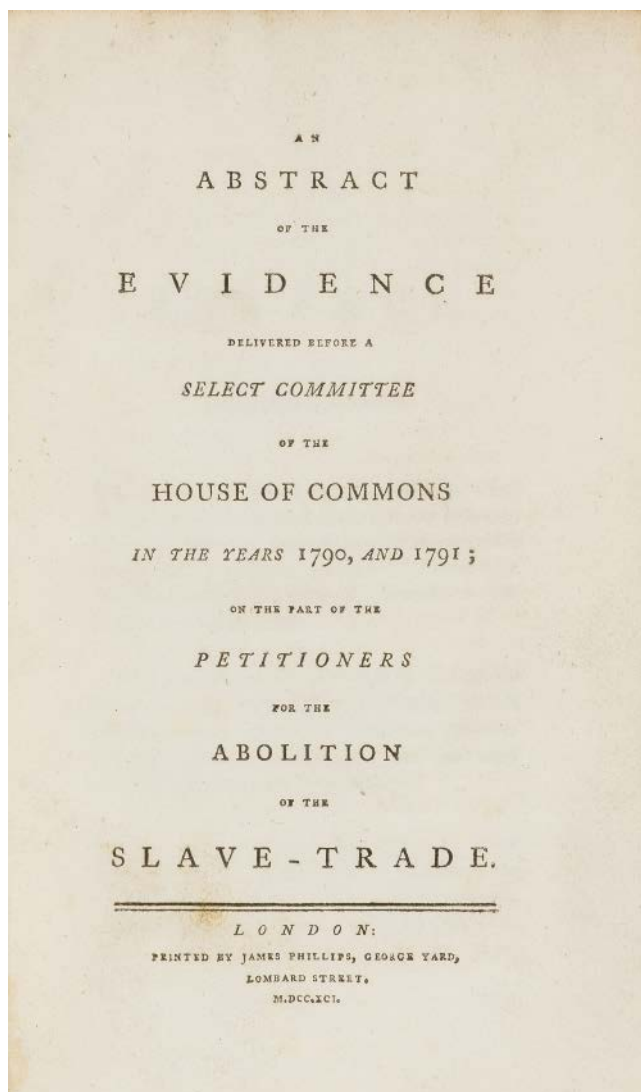 AN
ABSTRACT
OF THE
EVIDENCE
DELIVERED BEFORE A
SELECT COMMITTEE
OF THE
HOUSE OF COMMONS
IN THE YEARS 1790, AND 1791;
ON THE PART OF THE
PETITIONERS
FOR THE
ABOLITION
OF THE
SLAVE-TRADE.
LONDON:
PRINTED BY JAMES PHILLIPS, GEORGE YARD,
LOMBARD STREET.
M.DCC.XCI.